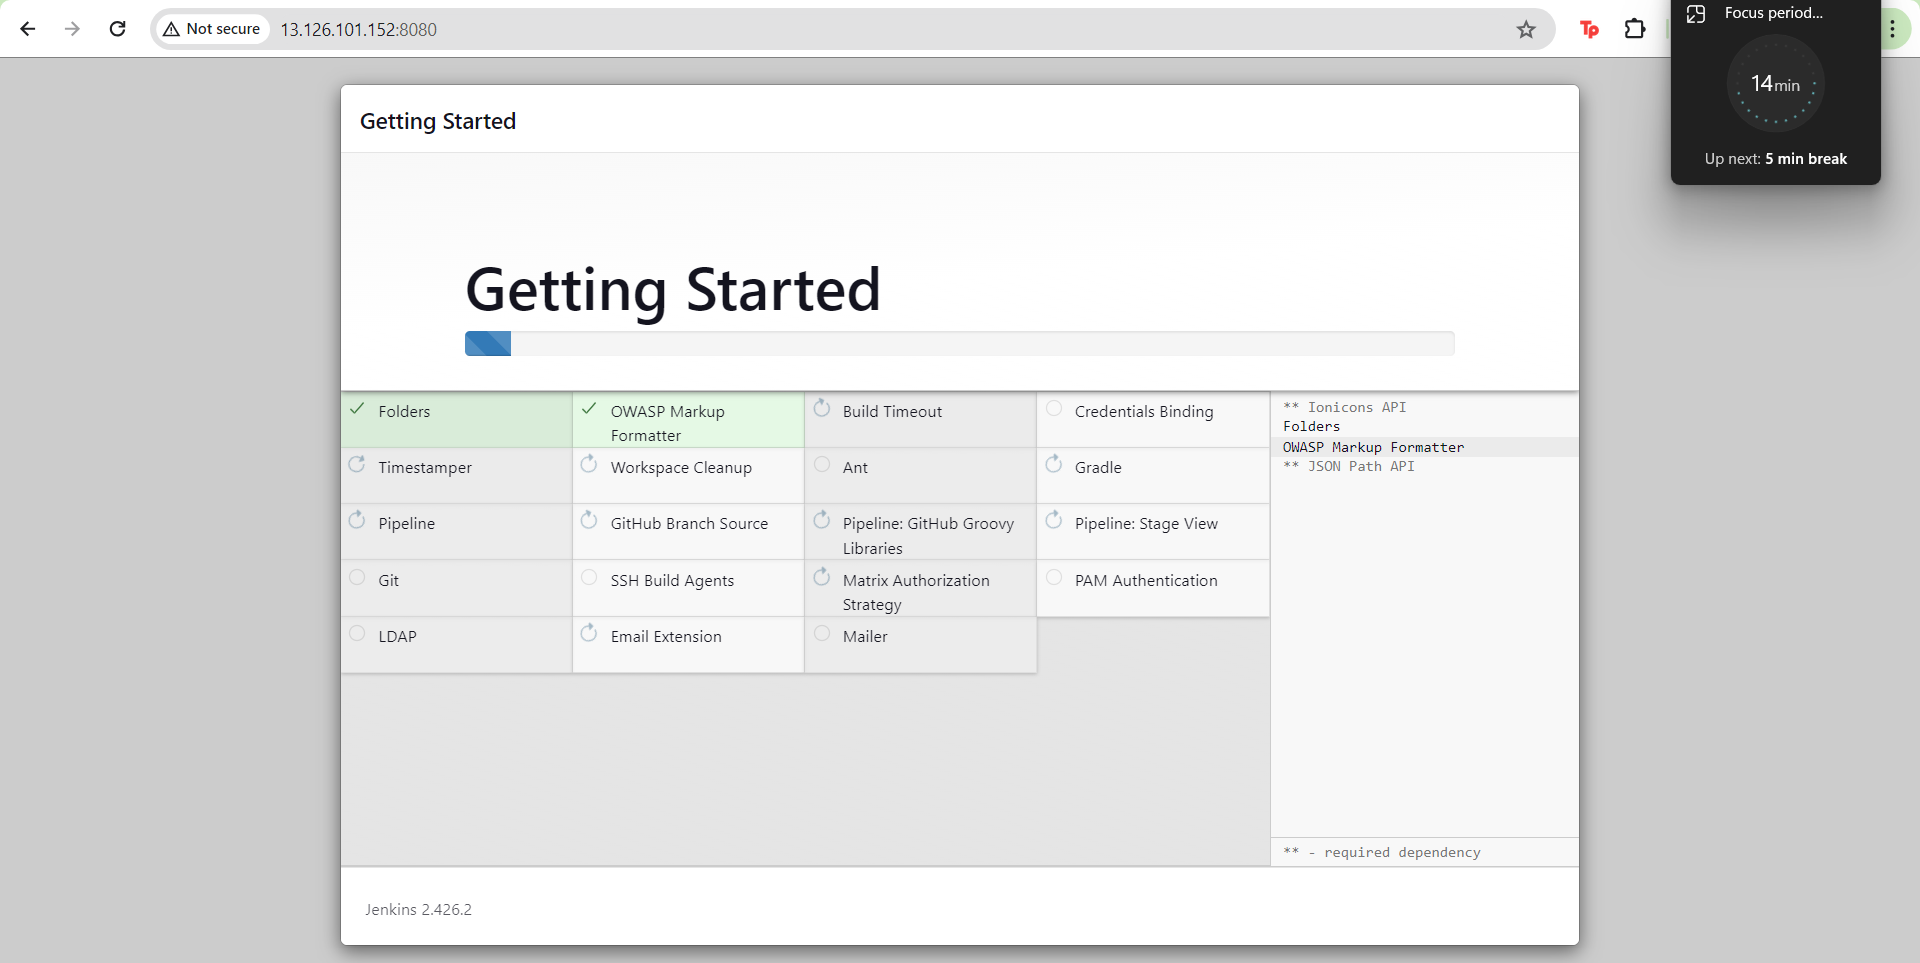 Not secure
13.126.101.152:8080
Tp
Focus period...
14min
Up next: 5 min break
Getting Started
Getting Started
Folders
OWASP Markup
Formatter
Build Timeout
Credentials Binding
Timestamper
Workspace Cleanup
Ant
Gradle
Pipeline
GitHub Branch Source
Pipeline: GitHub Groovy
Libraries
Pipeline: Stage View
Git
SSH Build Agents
Matrix Authorization
Strategy
PAM Authentication
LDAP
Email Extension
Mailer
** Ionicons API
Folders
OWASP Markup Formatter
** JSON Path API
** - required dependency
Jenkins 2.426.2